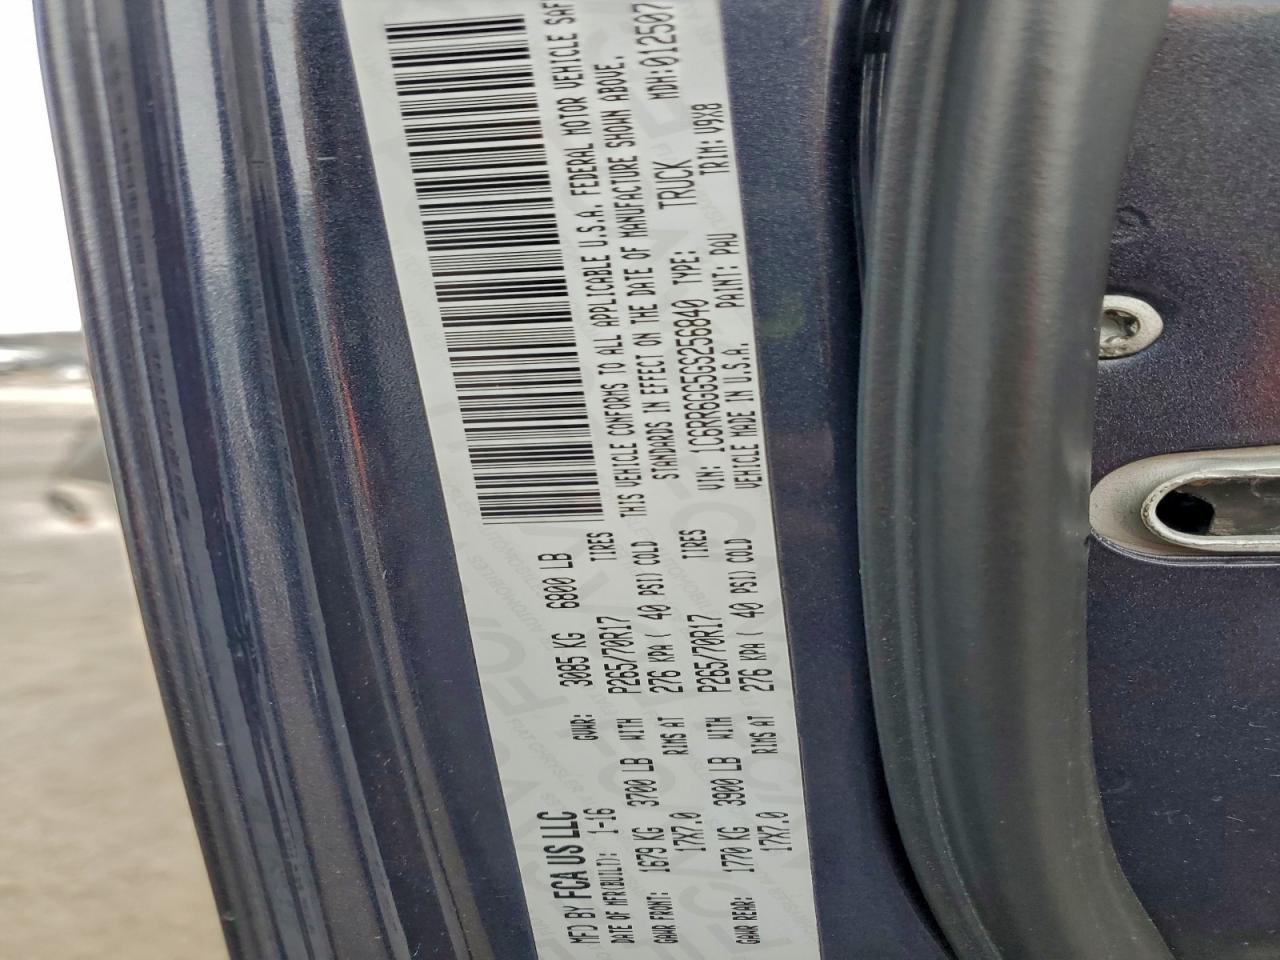 MFD BY FCA US LLC
DATE OF MFR(BUILT): 1-16 GVWR: 3085 KG 6800 LB
GAWR FRONT: 1679 KG 3700 LB WITH P265/70R17 TIRES
17X7.0 RIMS AT 276 KPA( 40 PSI) COLD
GAWR REAR: 1770 KG 3900 LB WITH P265/70R17 TIRES
17X7.0 RIMS AT 276 KPA( 40 PSI) COLD
THIS VEHICLE CONFORMS TO ALL APPLICABLE U.S.A. FEDERAL MOTOR VEHICLE SAF
STANDARDS IN EFFECT ON THE DATE OF MANUFACTURE SHOWN ABOVE.
VIN: 1C6RR6GG5GS255840 TYPE: TRUCK MDH:012507
VEHICLE MADE IN U.S.A. PAINT: PAU TRIM: V9X8